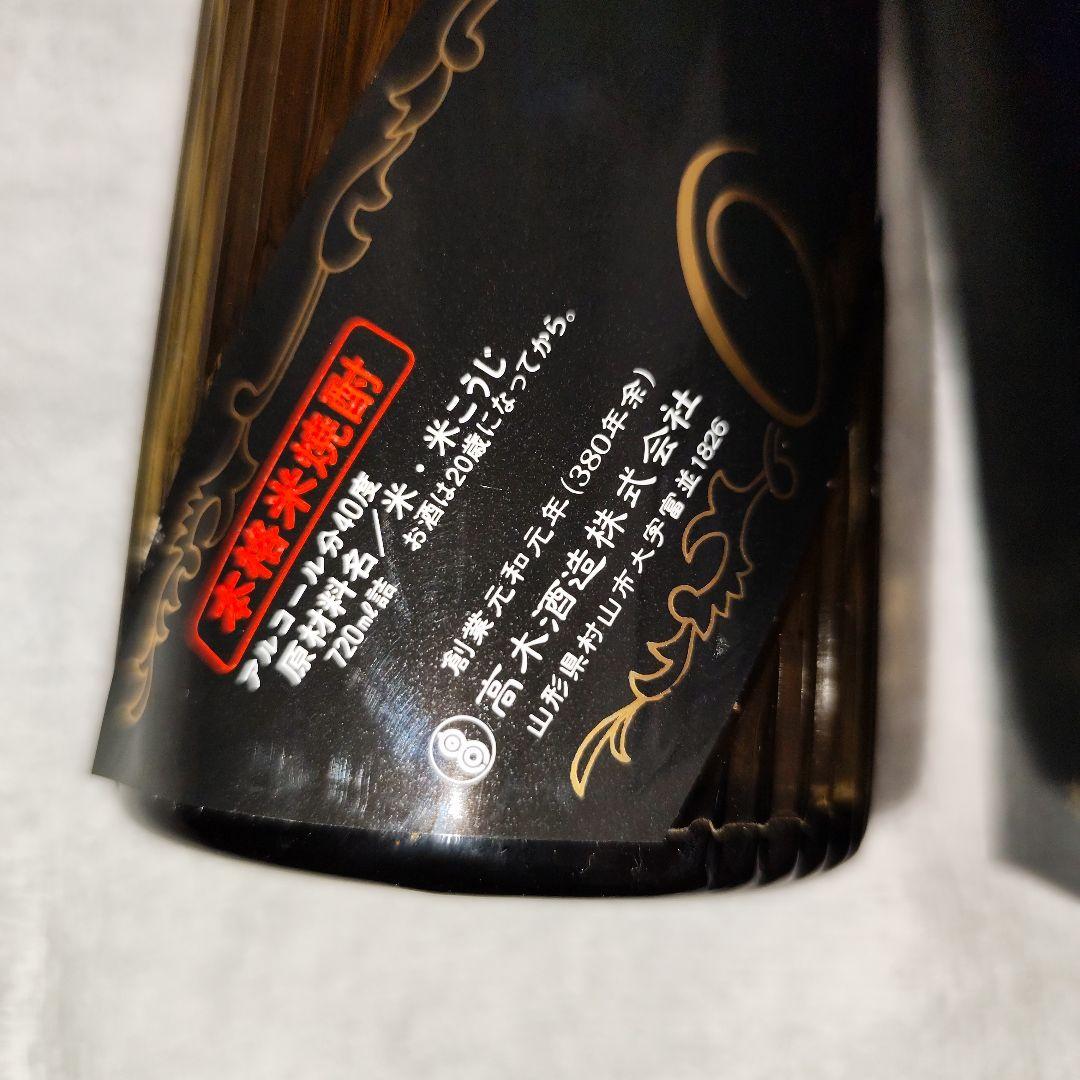 本格米焼酎
アルコール分40度
原材料名/米・米こうじ
720ml詰
お酒は20歳になってから。
創業元和元年(380年余)
高木酒造株式会社
山形県村山市大字富並1826